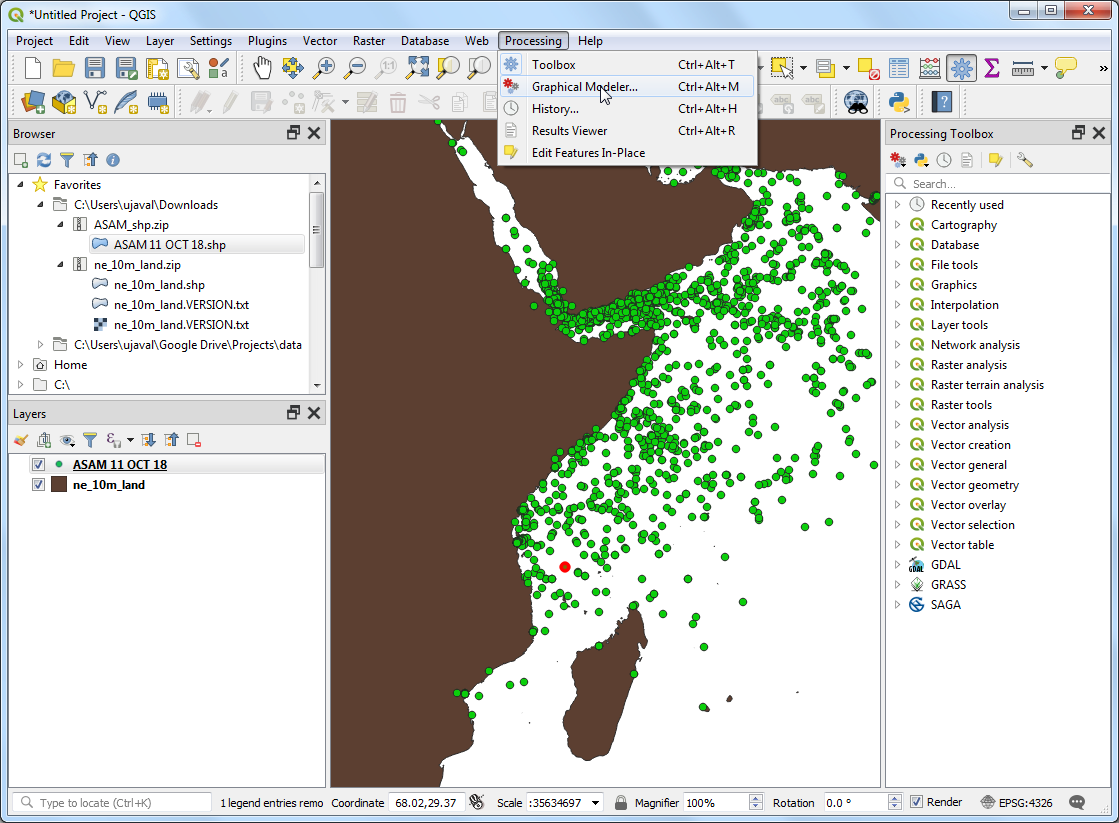 *Untitled Project - QGIS
Project Edit View Layer Settings Plugins Vector Raster Database Web Processing Help
Toolbox Ctrl+Alt+T
Graphical Modeler... Ctrl+Alt+M
History... Ctrl+Alt+H
Results Viewer Ctrl+Alt+R
Edit Features In-Place
Browser
Favorites
C:\Users\ujaval\Downloads
ASAM_shp.zip
ASAM 11 OCT 18.shp
ne_10m_land.zip
ne_10m_land.shp
ne_10m_land.VERSION.txt
ne_10m_land.VERSION.txt
C:\Users\ujaval\Google Drive\Projects\data
Home
C:\
Layers
ASAM 11 OCT 18
ne_10m_land
Processing Toolbox
Search...
Recently used
Cartography
Database
File tools
Graphics
Interpolation
Layer tools
Network analysis
Raster analysis
Raster terrain analysis
Raster tools
Vector analysis
Vector creation
Vector general
Vector geometry
Vector overlay
Vector selection
Vector table
GDAL
GRASS
SAGA
Type to locate (Ctrl+K) 1 legend entries remo Coordinate 68.02,29.37 Scale :35634697 Magnifier 100% Rotation 0.0 ° Render EPSG:4326